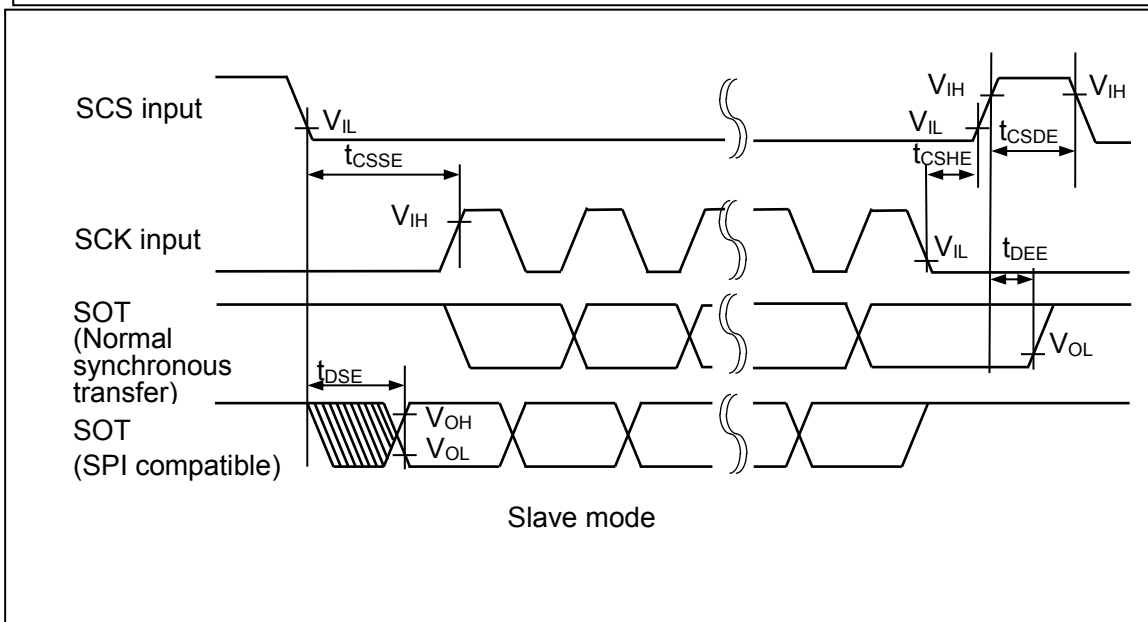 SCS input
VIL
VIH
VIH
VIL
tCSSE
tCSHE
tCSDE
SCK input
VIH
VIL
tDEE
SOT
(Normal
synchronous
transfer)
VOL
tDSE
SOT
(SPI compatible)
VOH
VOL
Slave mode